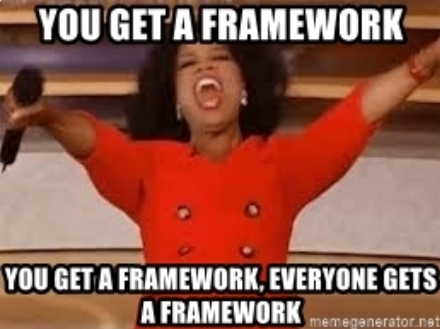 YOU GET A FRAMEWORK
YOU GET A FRAMEWORK, EVERYONE GETS
A FRAMEWORK
memegenerator.net